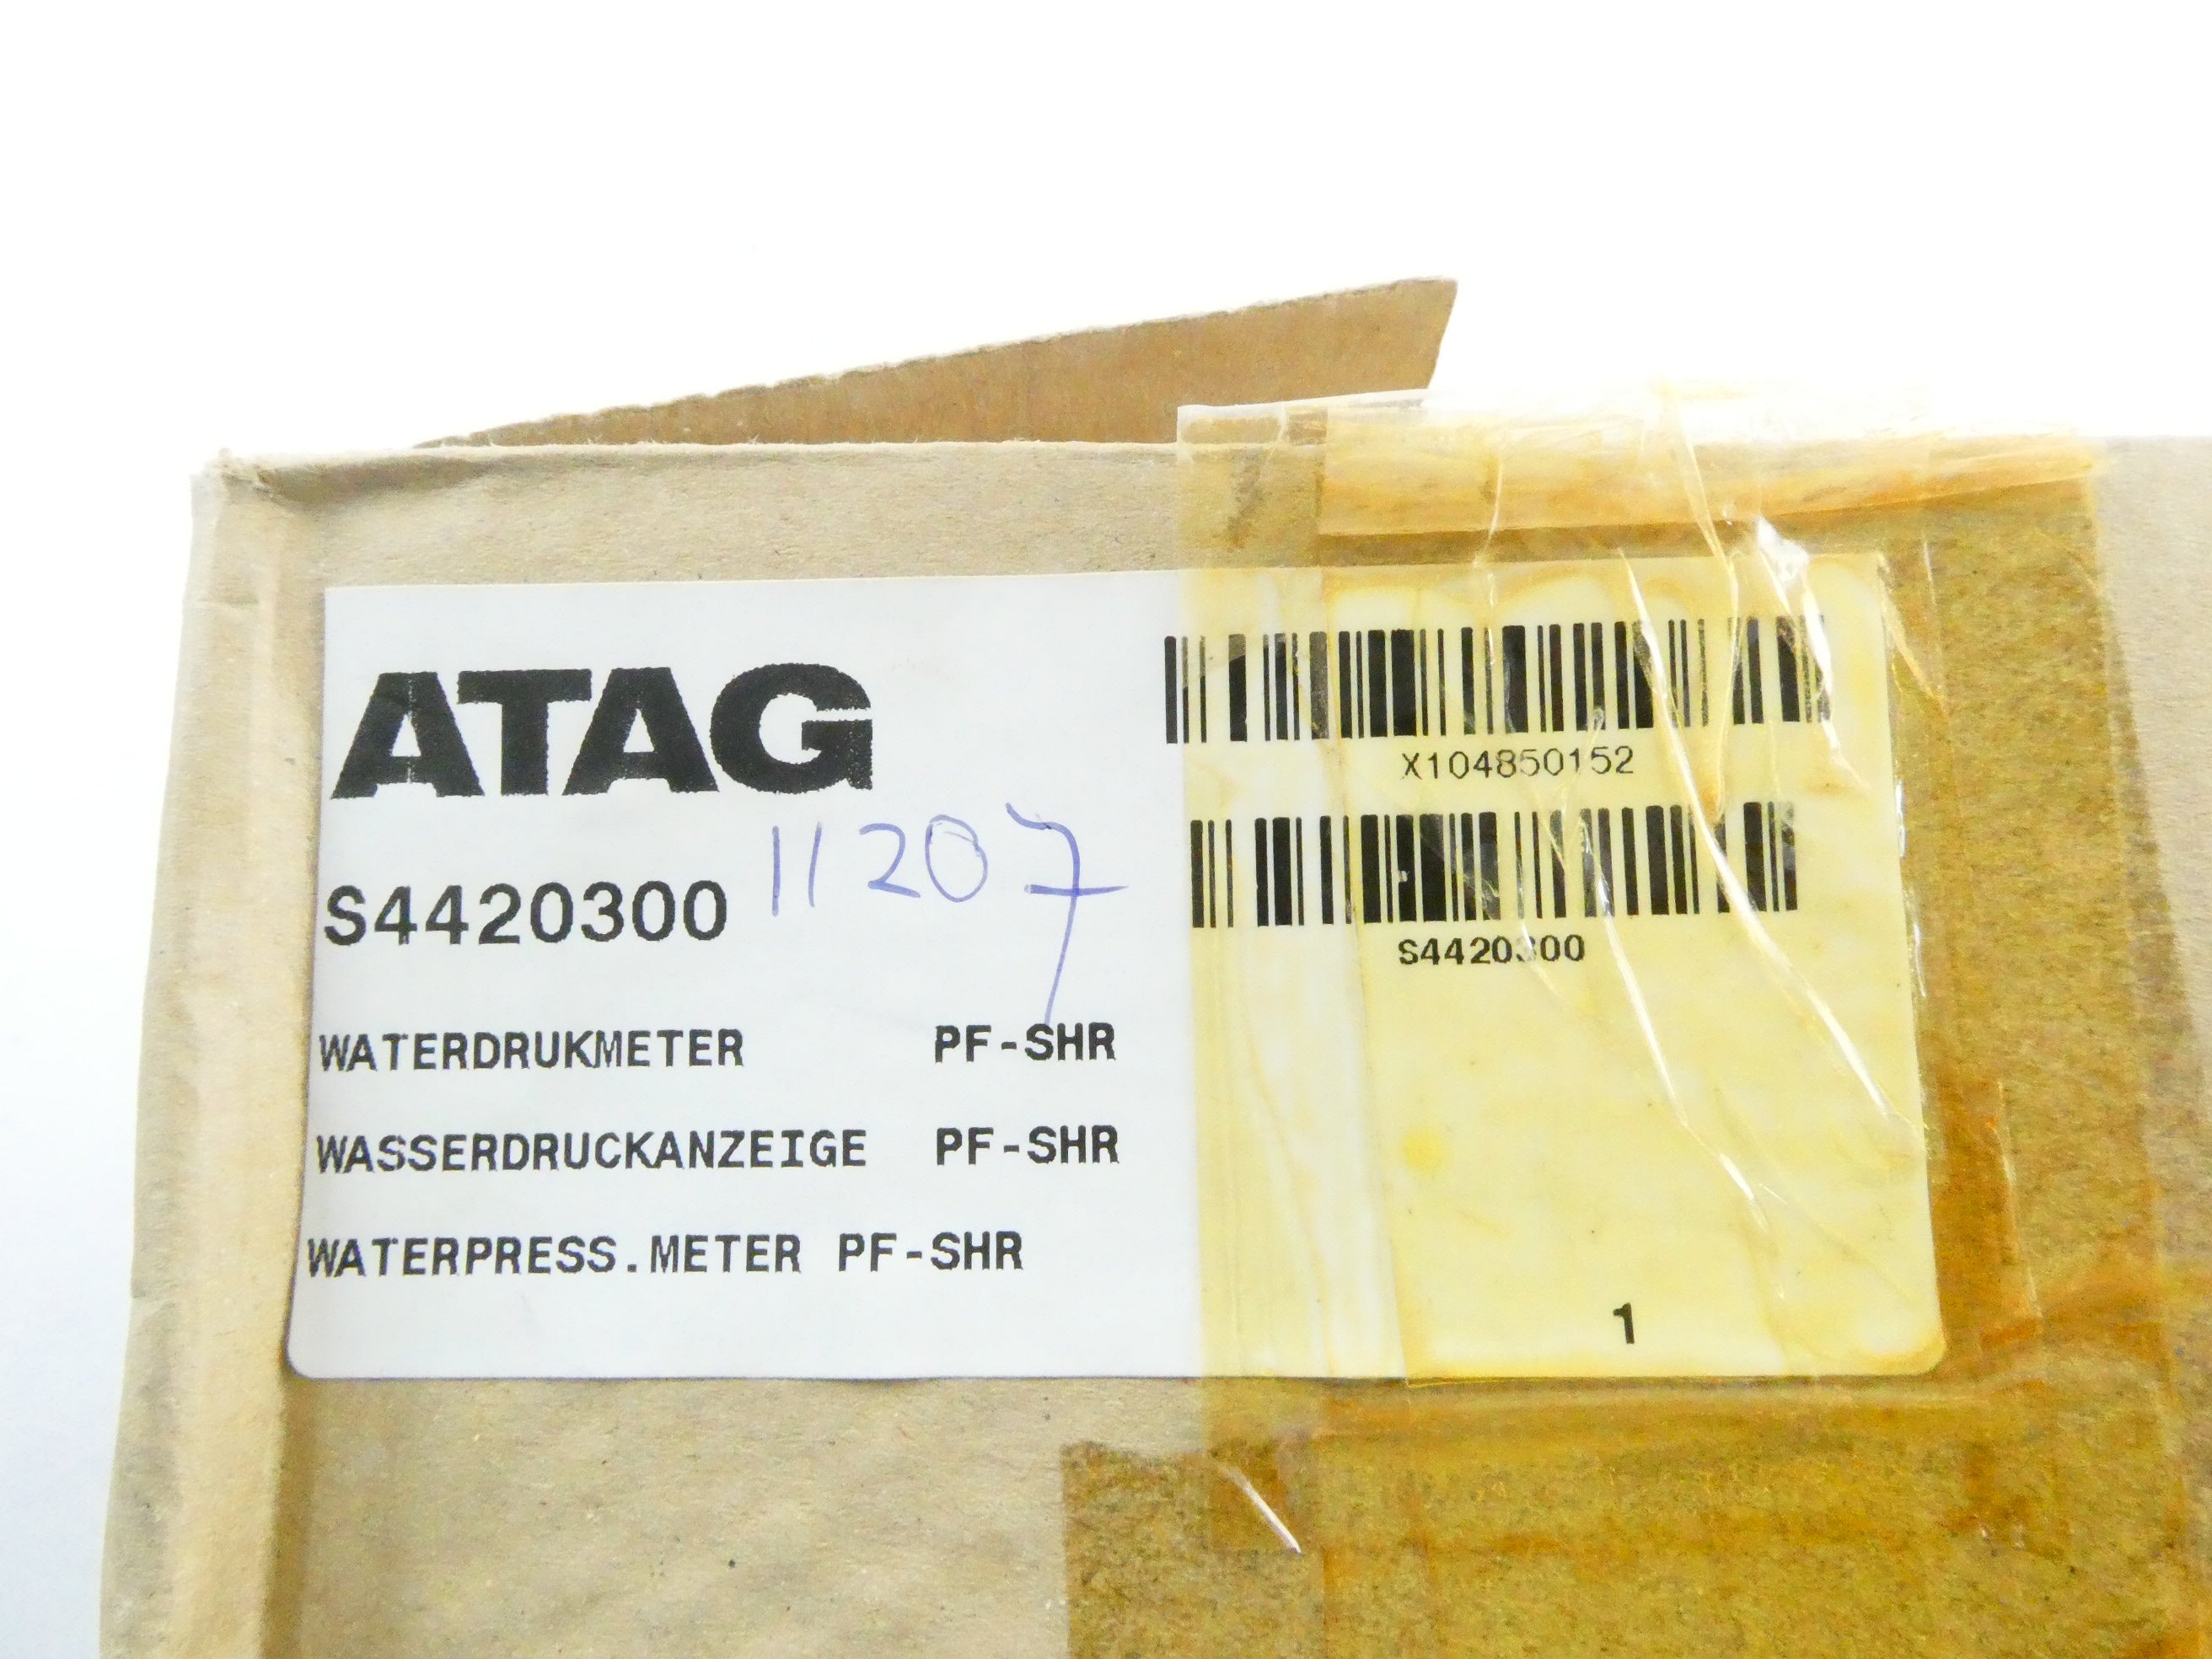 ATAG
11207
S4420300
WATERDRUKMETER PF-SHR
WASSERDRUCKANZEIGE PF-SHR
WATERPRESS.METER PF-SHR
X104850152
S4420300
1